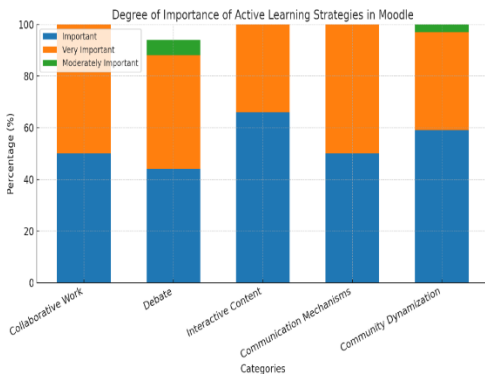 Degree of Importance of Active Learning Strategies in Moodle
Important
Very Important
Moderately Important
Percentage (%)
100
80
60
40
20
0
Collaborative Work
Debate
Interactive Content
Communication Mechanisms
Community Dynamization
Categories